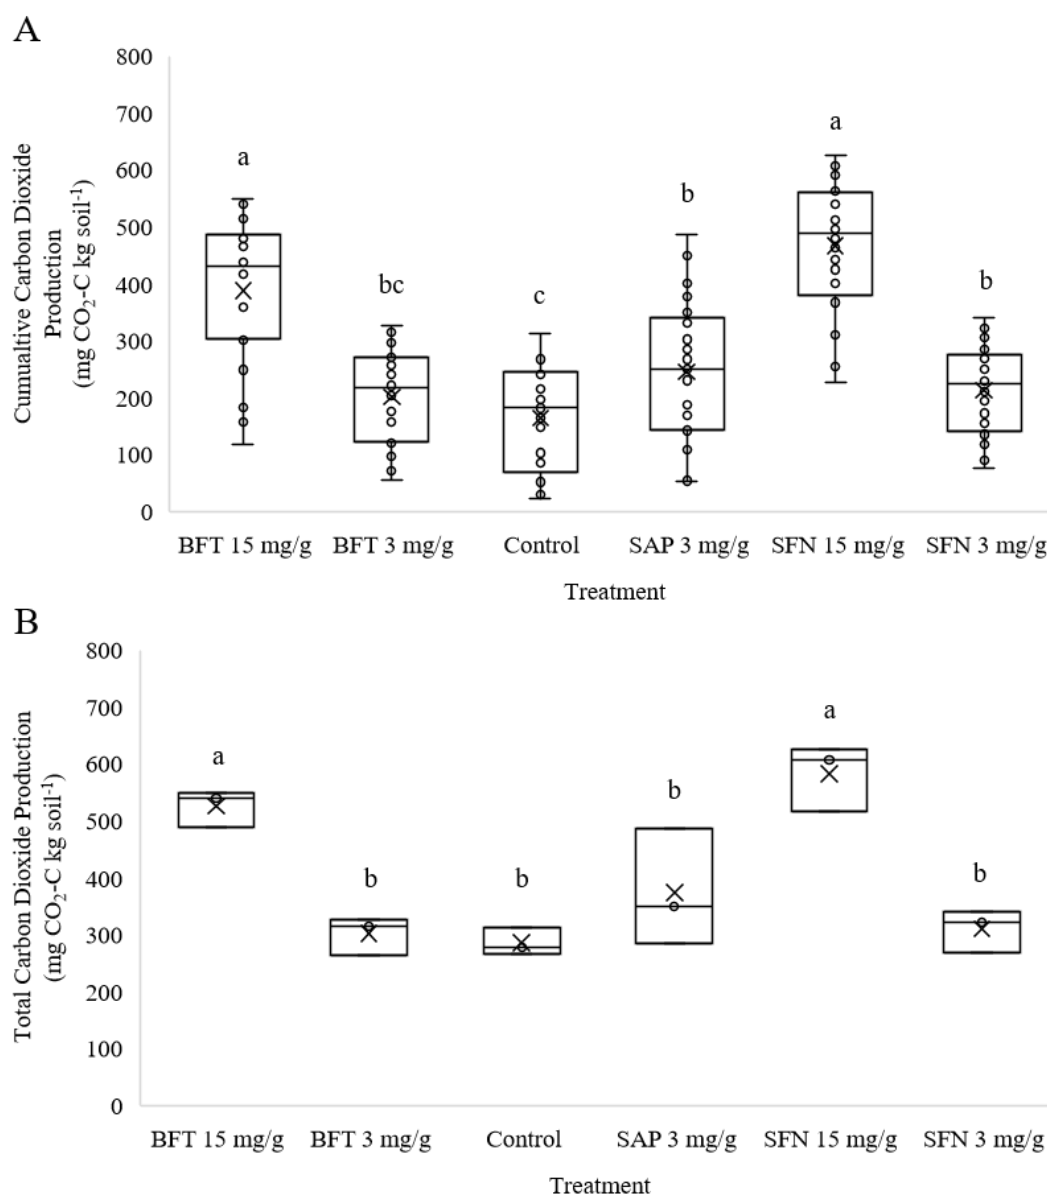 A
800
700
600
500
400
300
200
100
0
Cumualtive Carbon Dioxide
Production
(mg CO₂-C kg soil⁻¹)
a
bc
c
b
a
b
BFT 15 mg/g
BFT 3 mg/g
Control
SAP 3 mg/g
SFN 15 mg/g
SFN 3 mg/g
Treatment
B
800
700
600
500
400
300
200
100
0
Total Carbon Dioxide Production
(mg CO₂-C kg soil⁻¹)
a
b
b
b
a
b
BFT 15 mg/g
BFT 3 mg/g
Control
SAP 3 mg/g
SFN 15 mg/g
SFN 3 mg/g
Treatment